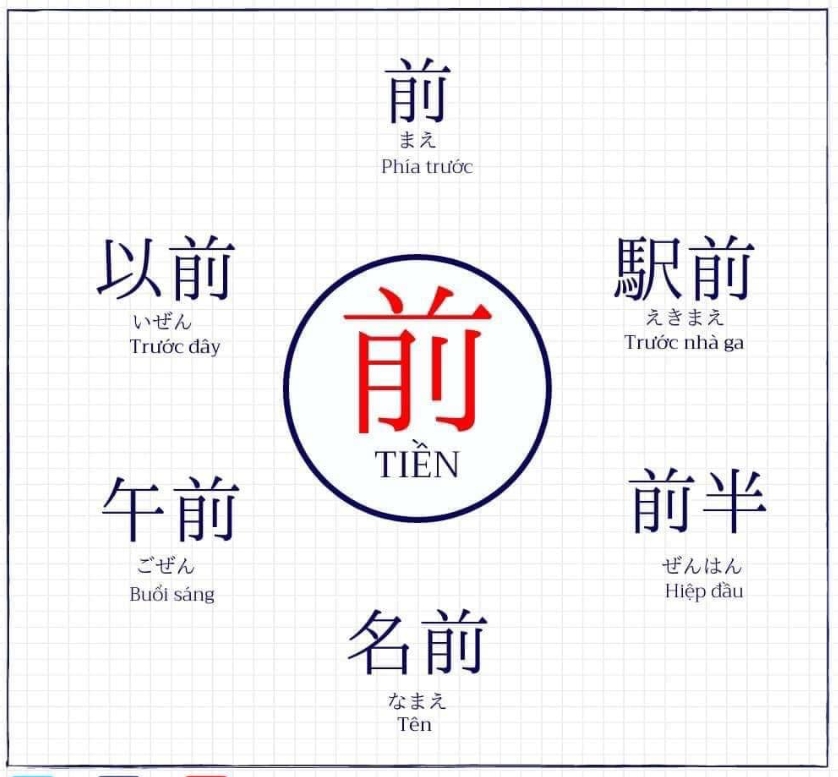 前
まえ
Phía trước
以前
いぜん
Trước đây
駅前
えきまえ
Trước nhà ga
前
TIỀN
午前
ごぜん
Buổi sáng
前半
ぜんはん
Hiệp đầu
名前
なまえ
Tên